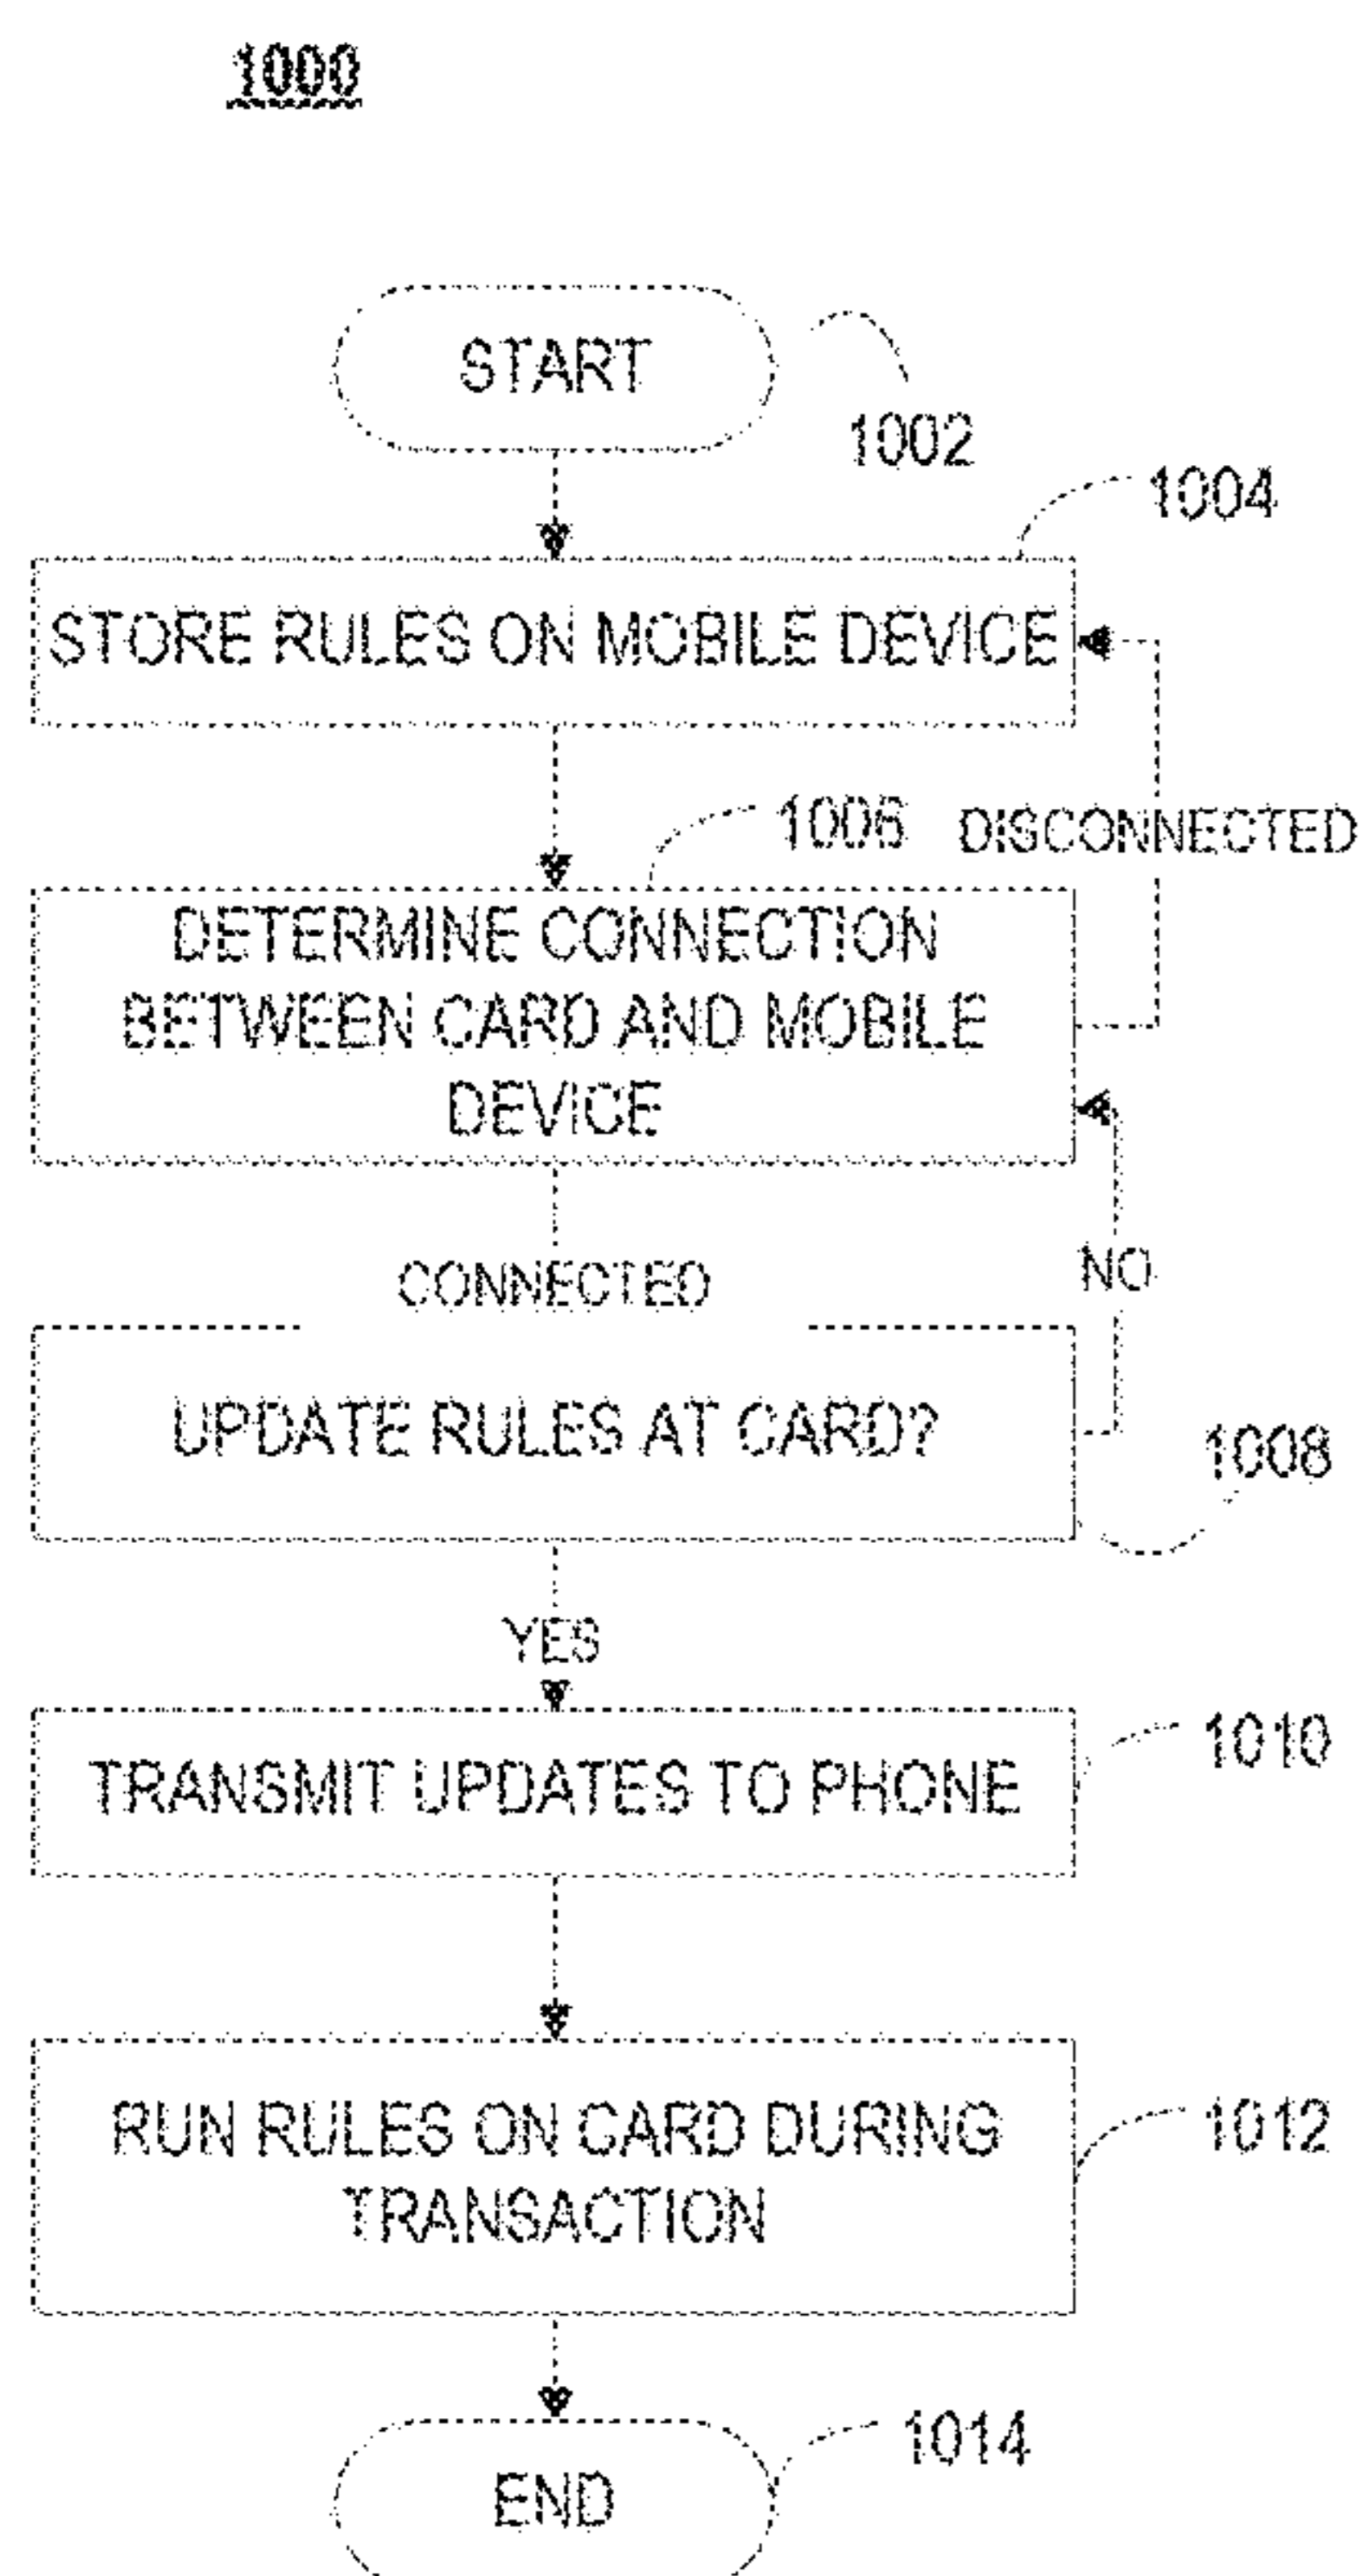 1000
START
1002
1004
STORE RULES ON MOBILE DEVICE
1006
DISCONNECTED
DETERMINE CONNECTION
BETWEEN CARD AND MOBILE
DEVICE
CONNECTED
NO
UPDATE RULES AT CARD?
1008
YES
TRANSMIT UPDATES TO PHONE
1010
RUN RULES ON CARD DURING
TRANSACTION
1012
END
1014